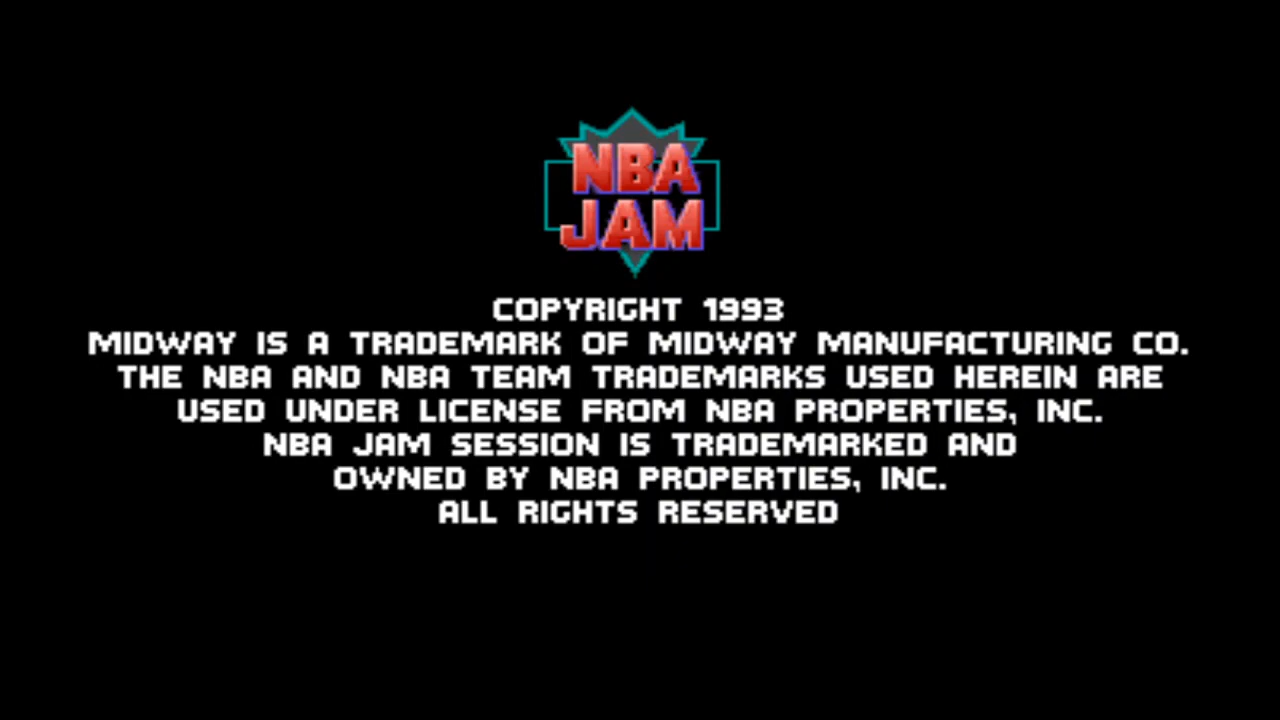 NBA
JAM
COPYRIGHT 1993
MIDWAY IS A TRADEMARK OF MIDWAY MANUFACTURING CO.
THE NBA AND NBA TEAM TRADEMARKS USED HEREIN ARE
USED UNDER LICENSE FROM NBA PROPERTIES, INC.
NBA JAM SESSION IS TRADEMARKED AND
OWNED BY NBA PROPERTIES, INC.
ALL RIGHTS RESERVED